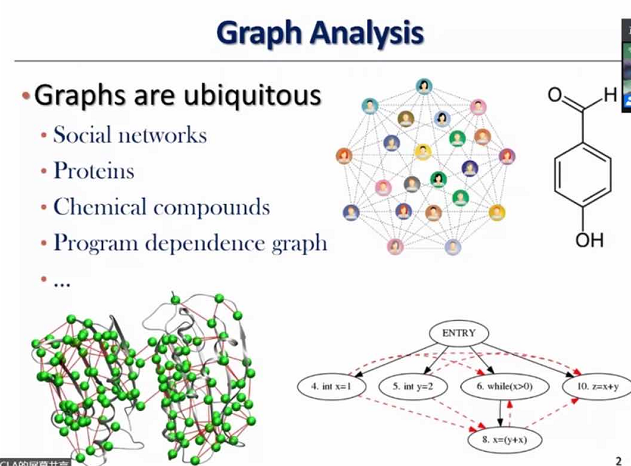 Graph Analysis
• Graphs are ubiquitous
• Social networks
• Proteins
• Chemical compounds
• Program dependence graph
• ...
O
H
OH
ENTRY
4. int x=1
5. int y=2
6. while(x>0)
10. z=x+y
8. x=(y+x)
2